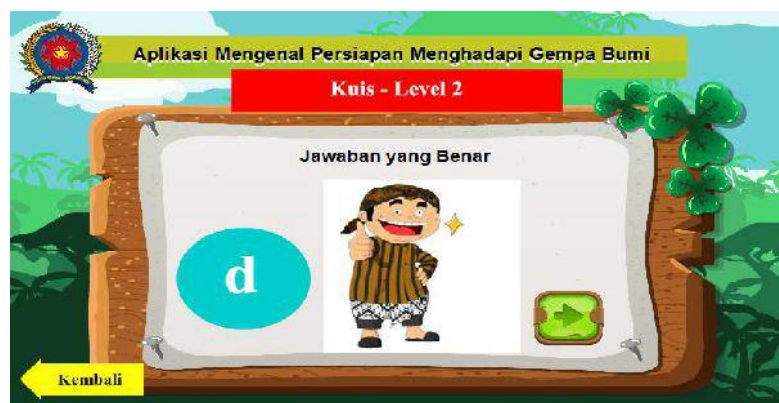 Aplikasi Mengenal Persiapan Menghadapi Gempa Bumi
Kuis - Level 2
Jawaban yang Benar
d
Kembali